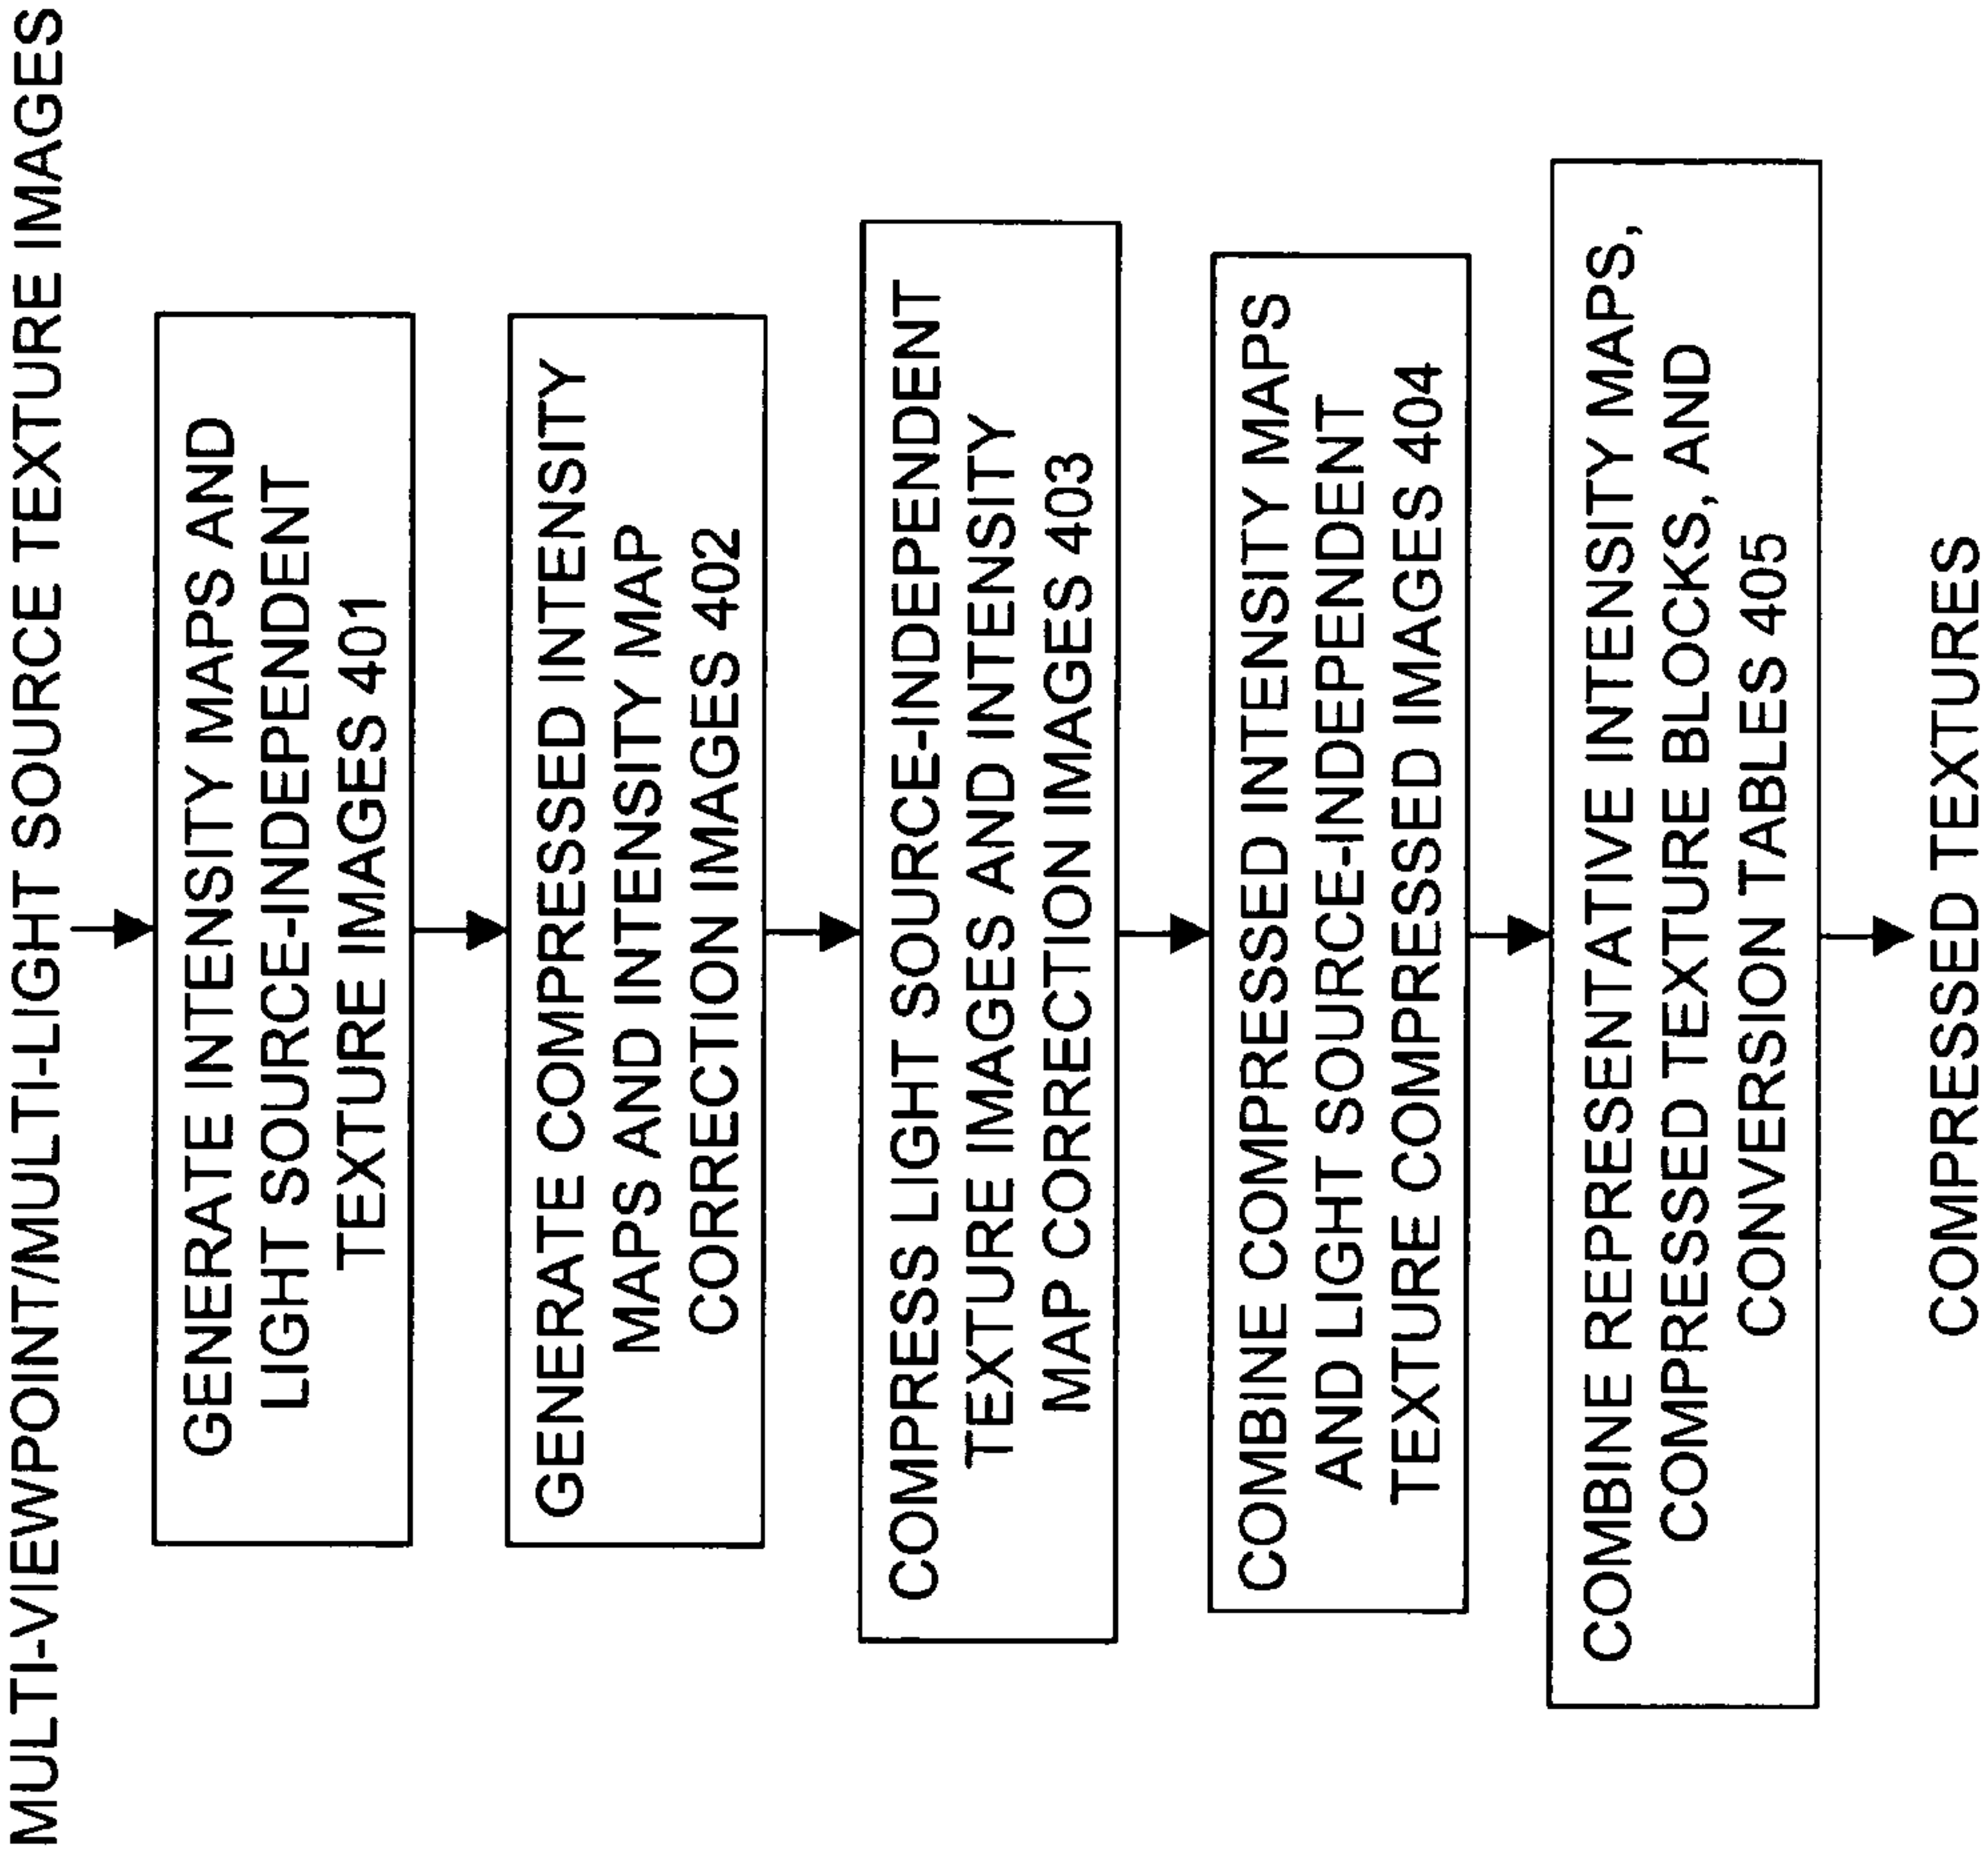 MULTI-VIEWPOINT/MULTI-LIGHT SOURCE TEXTURE IMAGES
GENERATE INTENSITY MAPS AND
LIGHT SOURCE-INDEPENDENT
TEXTURE IMAGES 401
GENERATE COMPRESSED INTENSITY
MAPS AND INTENSITY MAP
CORRECTION IMAGES 402
COMPRESS LIGHT SOURCE-INDEPENDENT
TEXTURE IMAGES AND INTENSITY
MAP CORRECTION IMAGES 403
COMBINE COMPRESSED INTENSITY MAPS
AND LIGHT SOURCE-INDEPENDENT
TEXTURE COMPRESSED IMAGES 404
COMBINE REPRESENTATIVE INTENSITY MAPS,
COMPRESSED TEXTURE BLOCKS, AND
CONVERSION TABLES 405
COMPRESSED TEXTURES